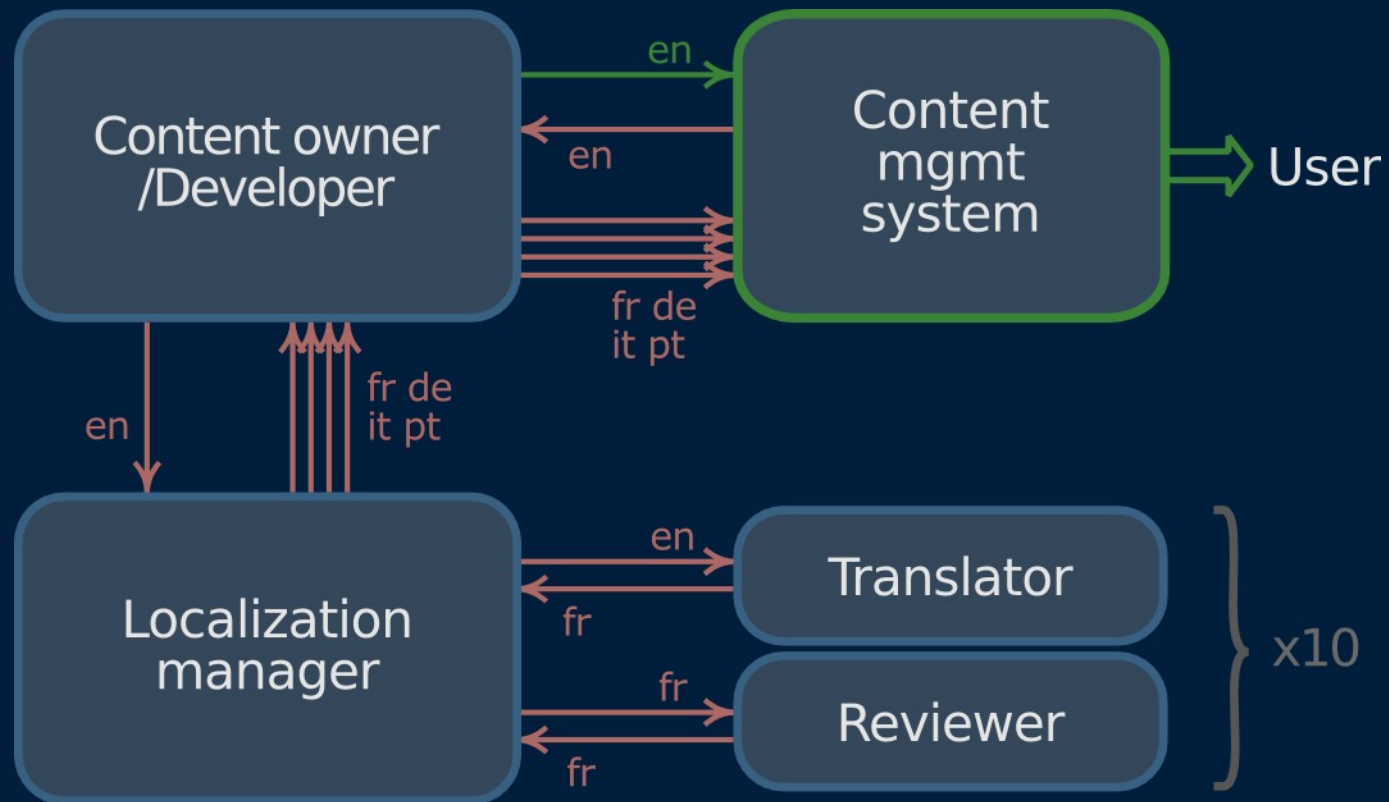 Content owner
/Developer
en
en
fr de
it pt
Content
mgmt
system
User
en
fr de
it pt
Localization
manager
en
fr
fr
fr
Translator
Reviewer
x10